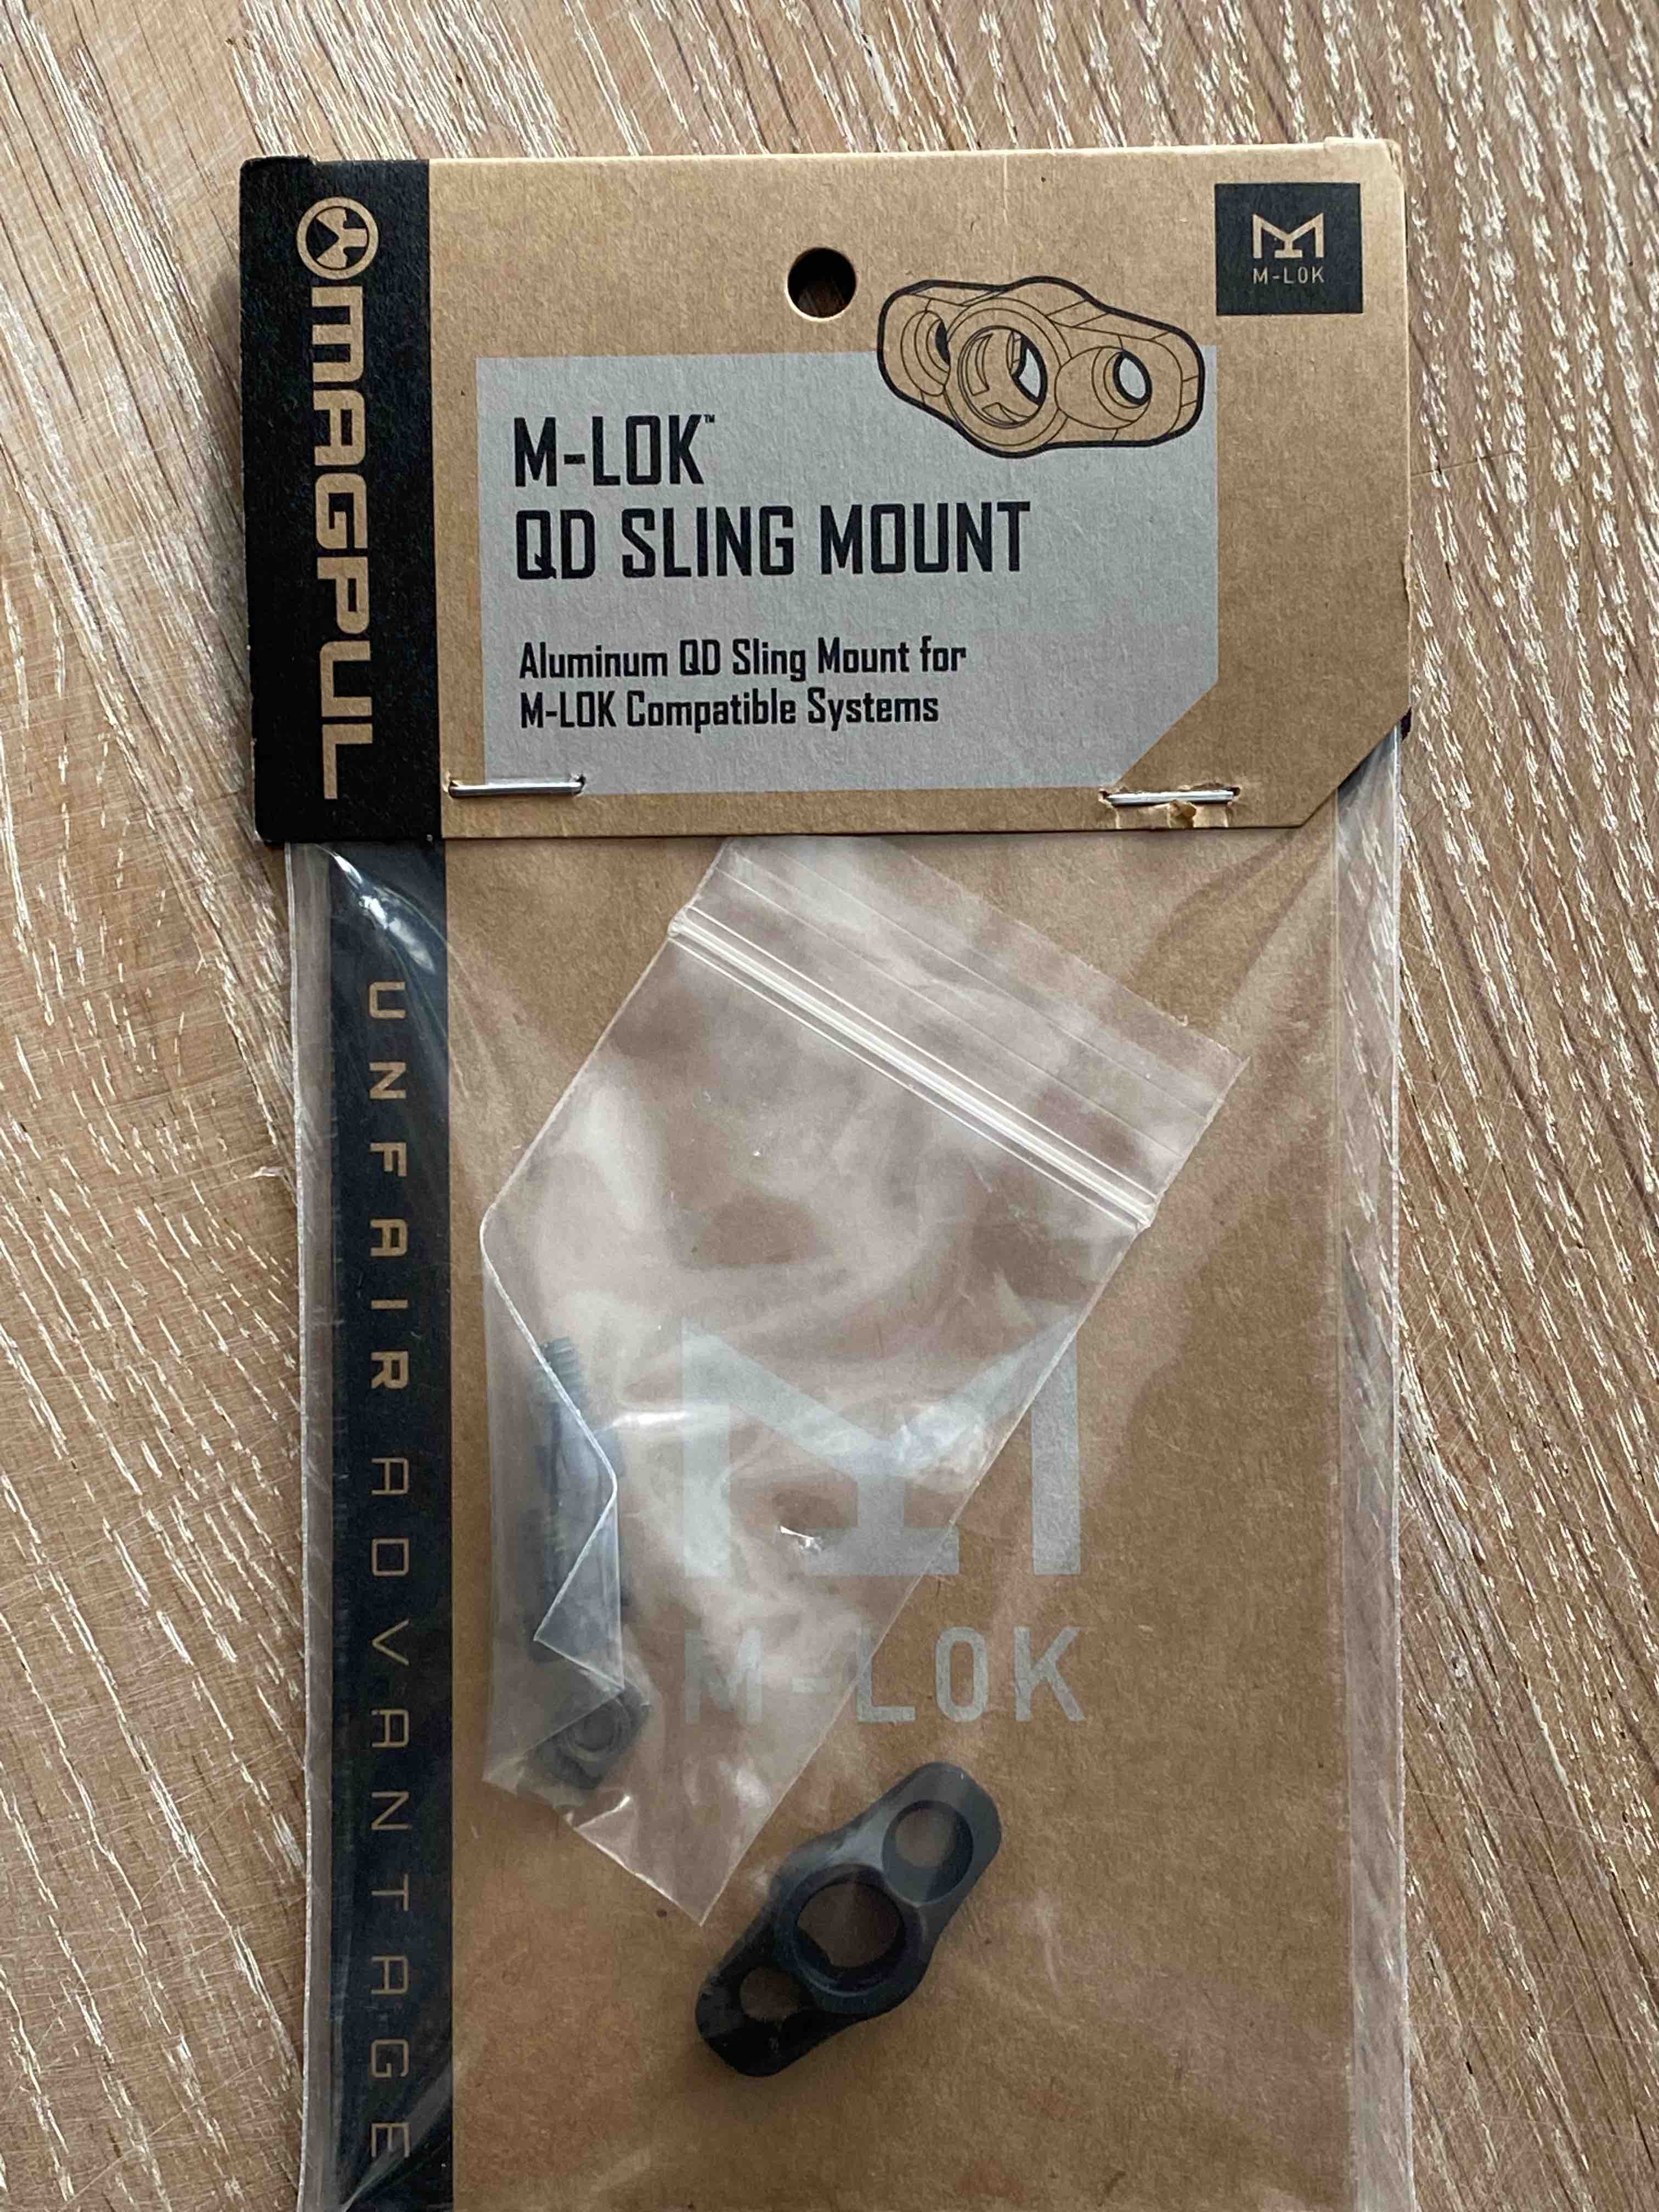 MAGPUL
M-LOK
M-LOK™
QD SLING MOUNT
Aluminum QD Sling Mount for
M-LOK Compatible Systems
UNFAIR ADVANTAGE
M-LOK